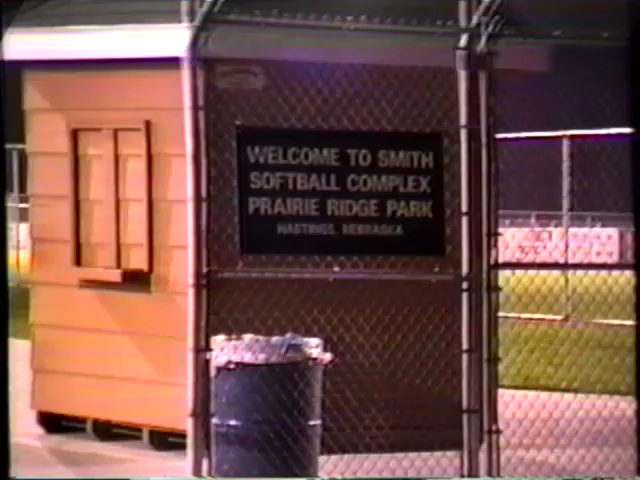 WELCOME TO SMITH
SOFTBALL COMPLEX
PRAIRIE RIDGE PARK
HASTINGS, NEBRASKA